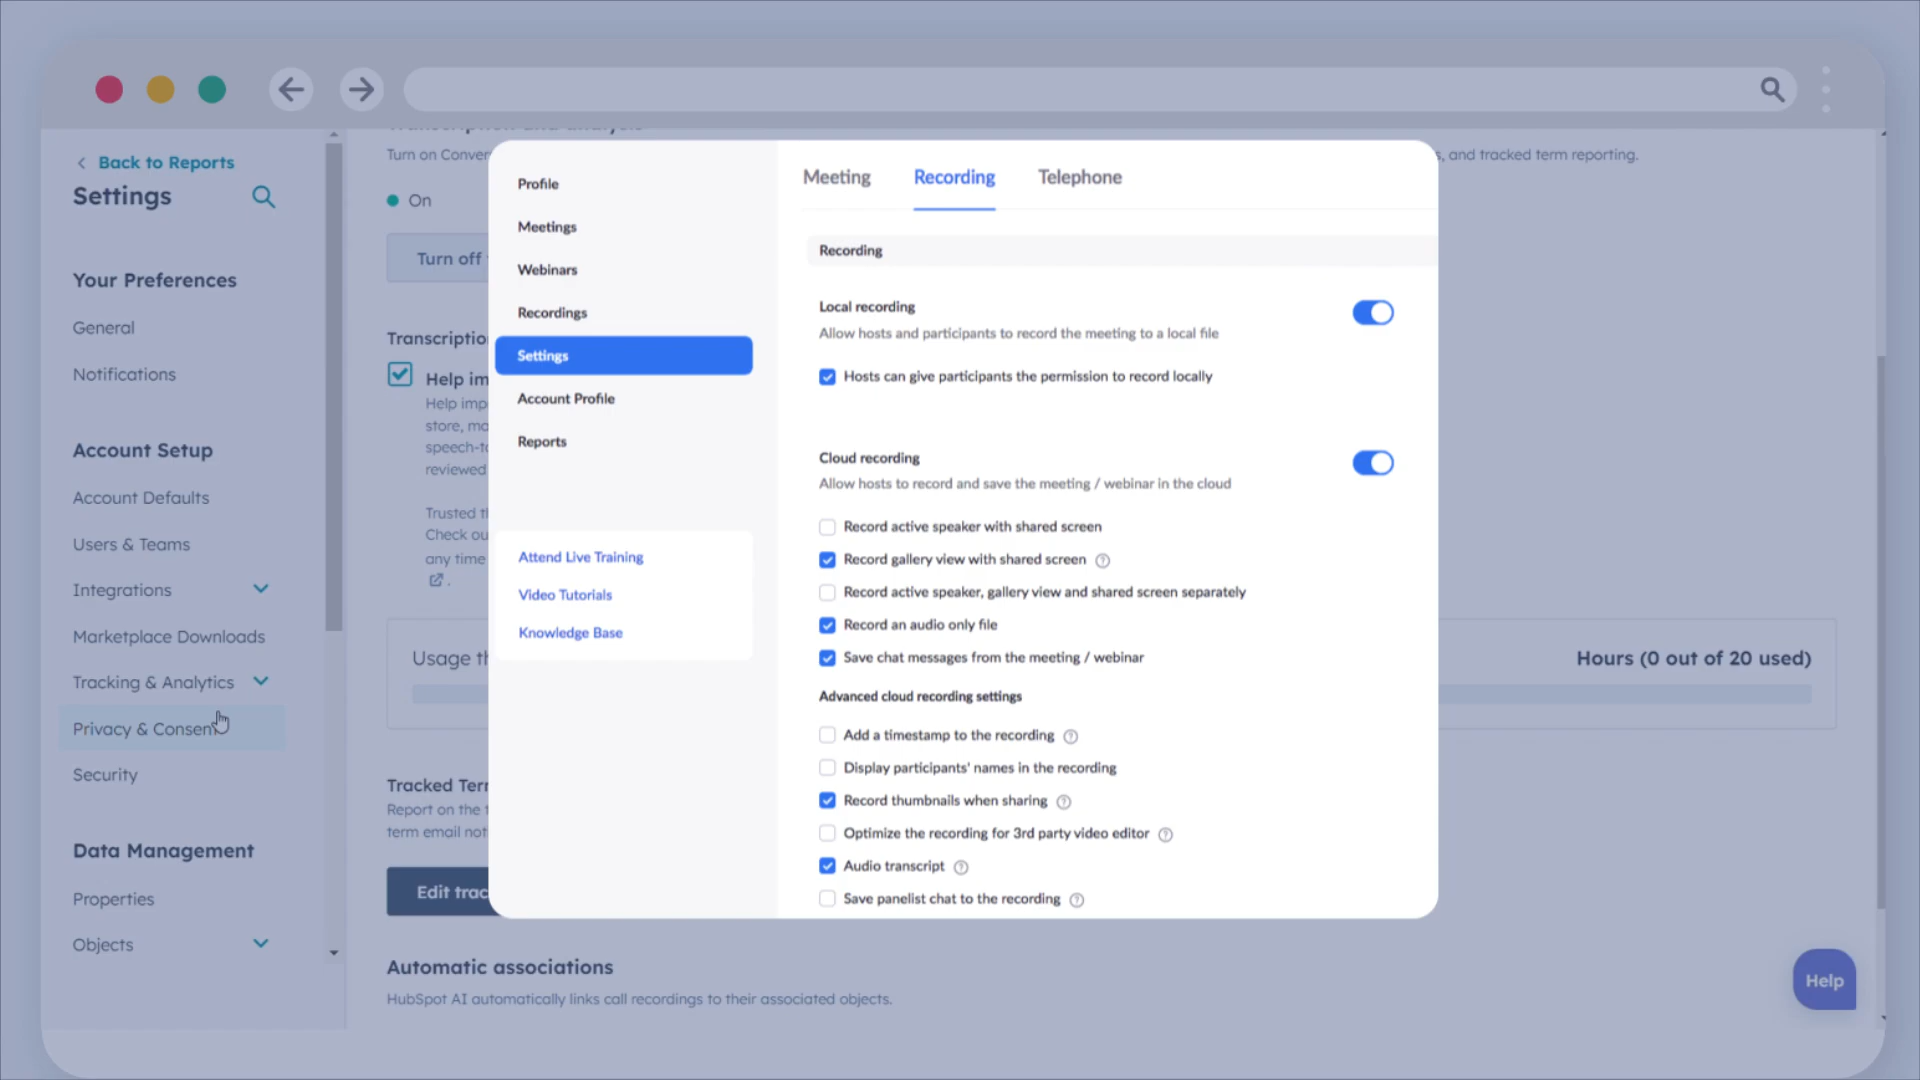 Back to Reports
Settings
Your Preferences
General
Notifications
Account Setup
Account Defaults
Users & Teams
Integrations
Marketplace Downloads
Tracking & Analytics
Privacy & Consent
Security
Data Management
Properties
Objects
Turn on Conver
s, and tracked term reporting.
On
Turn off
Transcriptio
Help im
Help imp
store, ma
speech-to
reviewed
Trusted th
Check ou
any time
.
Usage th
Hours (0 out of 20 used)
Tracked Terr
Report on the t
term email not
Edit trac
Automatic associations
HubSpot AI automatically links call recordings to their associated objects.
Profile
Meetings
Webinars
Recordings
Settings
Account Profile
Reports
Attend Live Training
Video Tutorials
Knowledge Base
Meeting
Recording
Telephone
Recording
Local recording
Allow hosts and participants to record the meeting to a local file
Hosts can give participants the permission to record locally
Cloud recording
Allow hosts to record and save the meeting / webinar in the cloud
Record active speaker with shared screen
Record gallery view with shared screen
Record active speaker, gallery view and shared screen separately
Record an audio only file
Save chat messages from the meeting / webinar
Advanced cloud recording settings
Add a timestamp to the recording
Display participants' names in the recording
Record thumbnails when sharing
Optimize the recording for 3rd party video editor
Audio transcript
Save panelist chat to the recording
Help